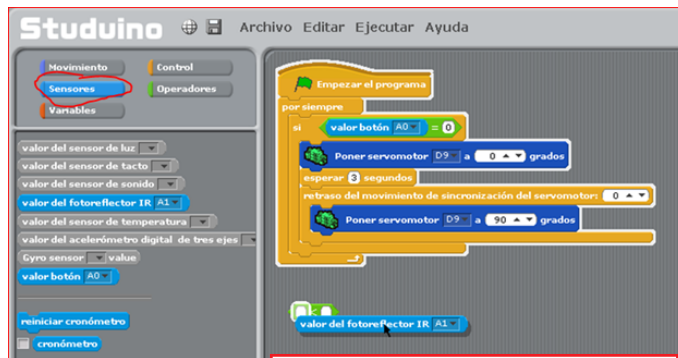 Studuino Archivo Editar Ejecutar Ayuda
Movimiento Control
Sensores Operadores
Variables
valor del sensor de luz
valor del sensor de tacto
valor del sensor de sonido
valor del fotoreflector IR A1
valor del sensor de temperatura
valor del acelerómetro digital de tres ejes
Gyro sensor value
valor botón A0
reiniciar cronómetro
cronómetro
Empezar el programa
por siempre
si valor botón A0 = 0
Poner servomotor D9 a 0 grados
esperar 3 segundos
retraso del movimiento de sincronización del servomotor: 0
Poner servomotor D9 a 90 grados
<
valor del fotoreflector IR A1